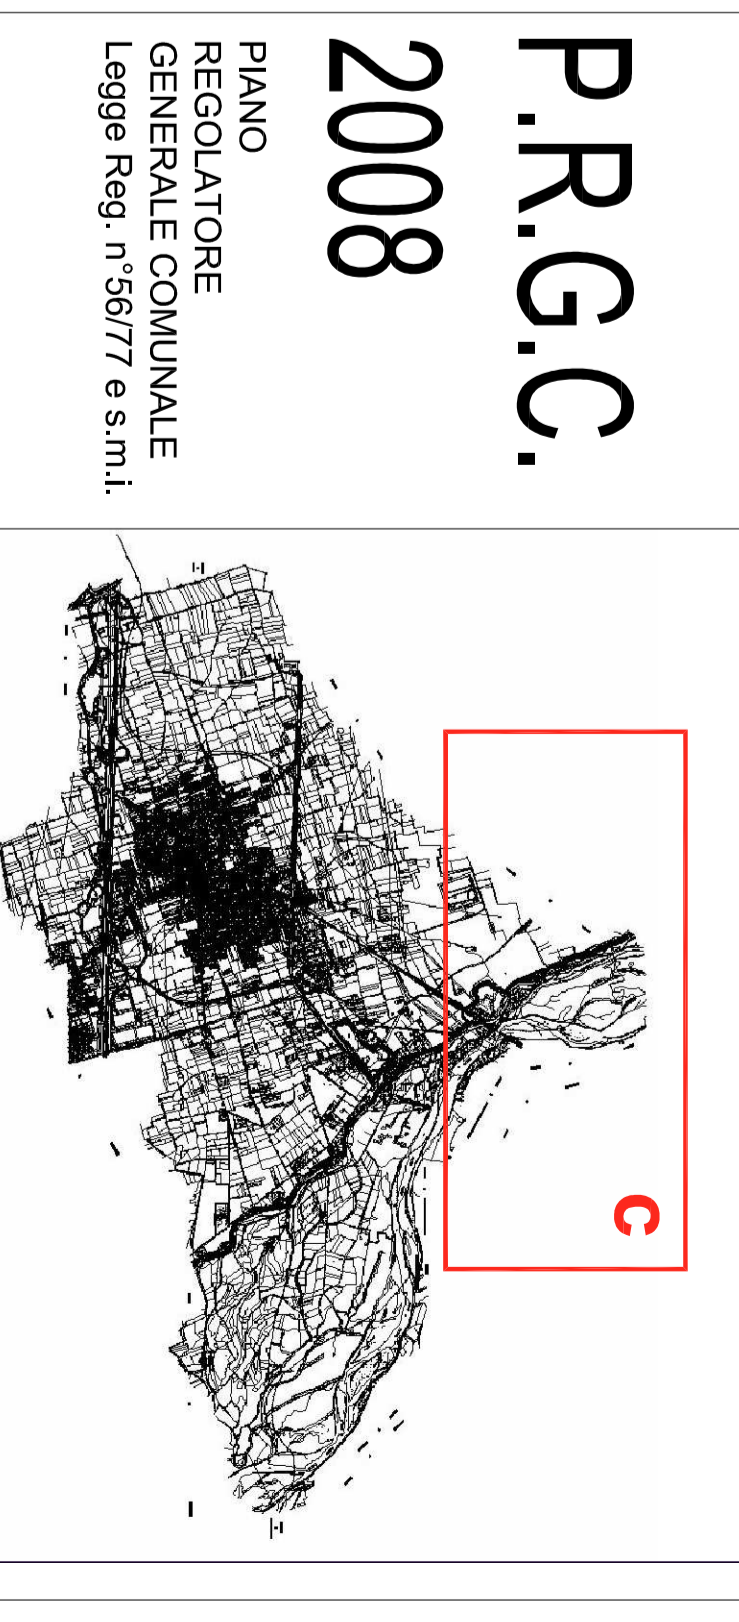 P.R.G.C.
2008
PIANO
REGOLATORE
GENERALE COMUNALE
Legge Reg. n°56/77 e s.m.i.
C